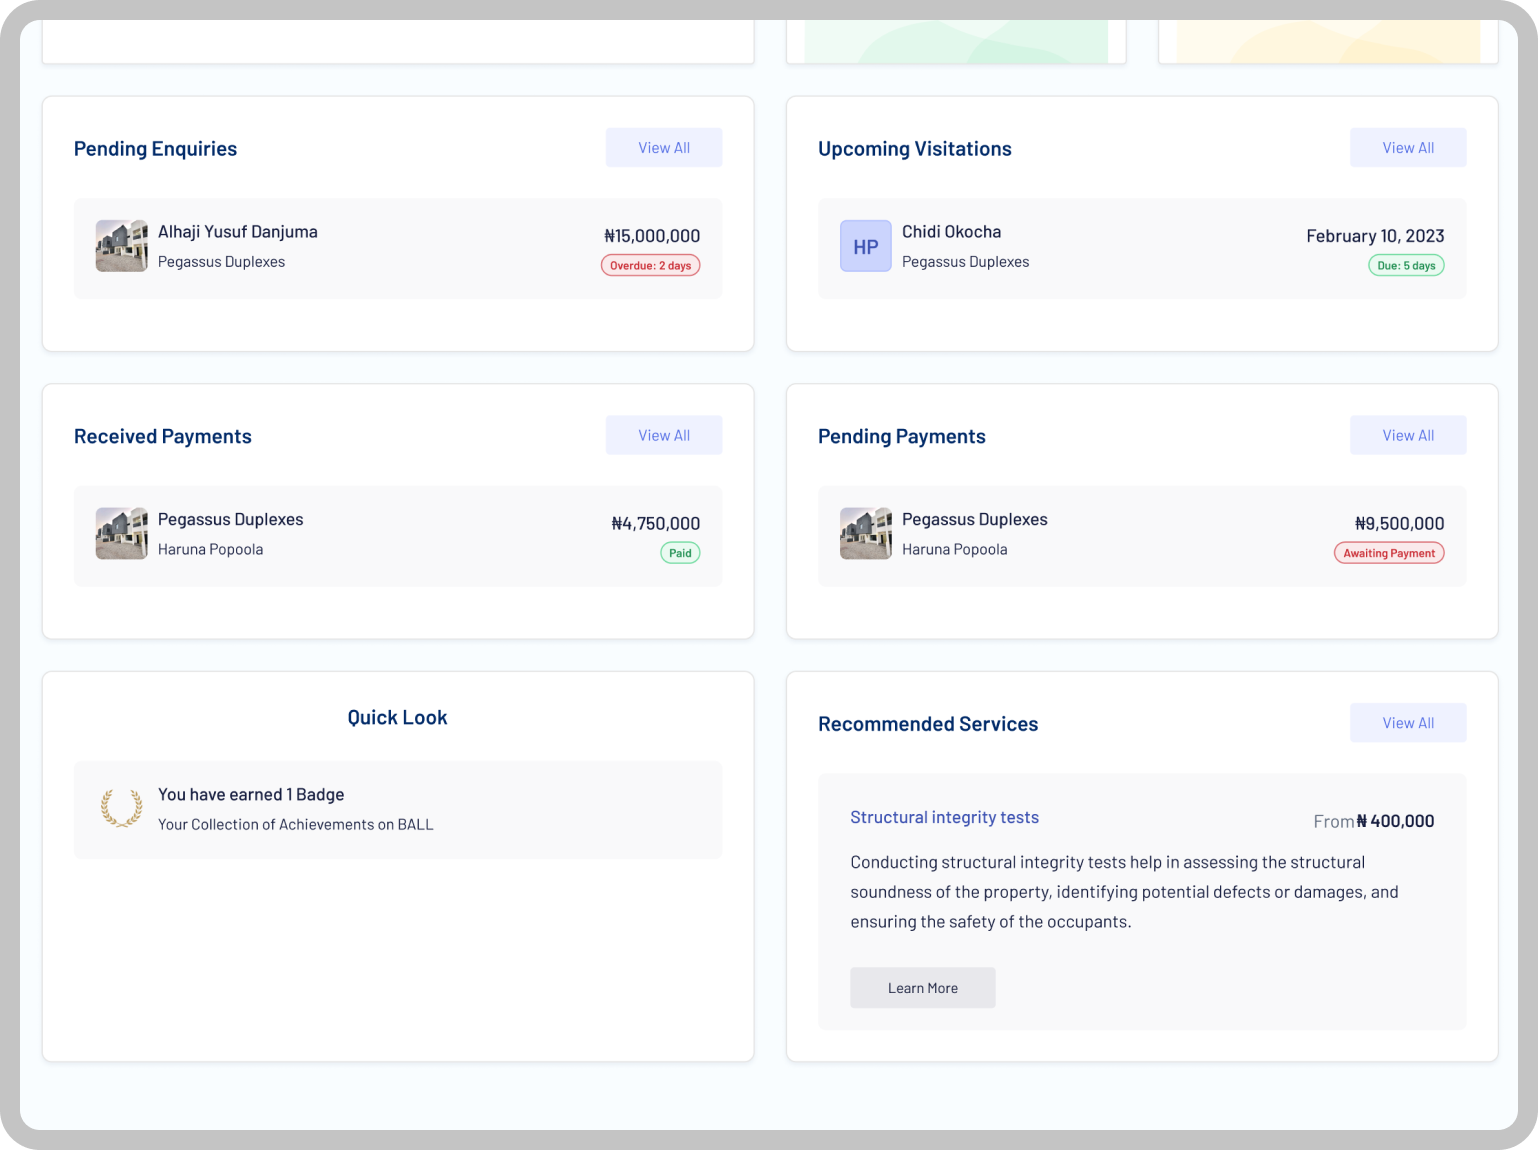 Pending Enquiries
View All
Alhaji Yusuf Danjuma
Pegassus Duplexes
₦15,000,000
Overdue: 2 days
Upcoming Visitations
View All
HP
Chidi Okocha
Pegassus Duplexes
February 10, 2023
Due: 5 days
Received Payments
View All
Pegassus Duplexes
Haruna Popoola
₦4,750,000
Paid
Pending Payments
View All
Pegassus Duplexes
Haruna Popoola
₦9,500,000
Awaiting Payment
Quick Look
You have earned 1 Badge
Your Collection of Achievements on BALL
Recommended Services
View All
Structural integrity tests
From ₦ 400,000
Conducting structural integrity tests help in assessing the structural
soundness of the property, identifying potential defects or damages, and
ensuring the safety of the occupants.
Learn More